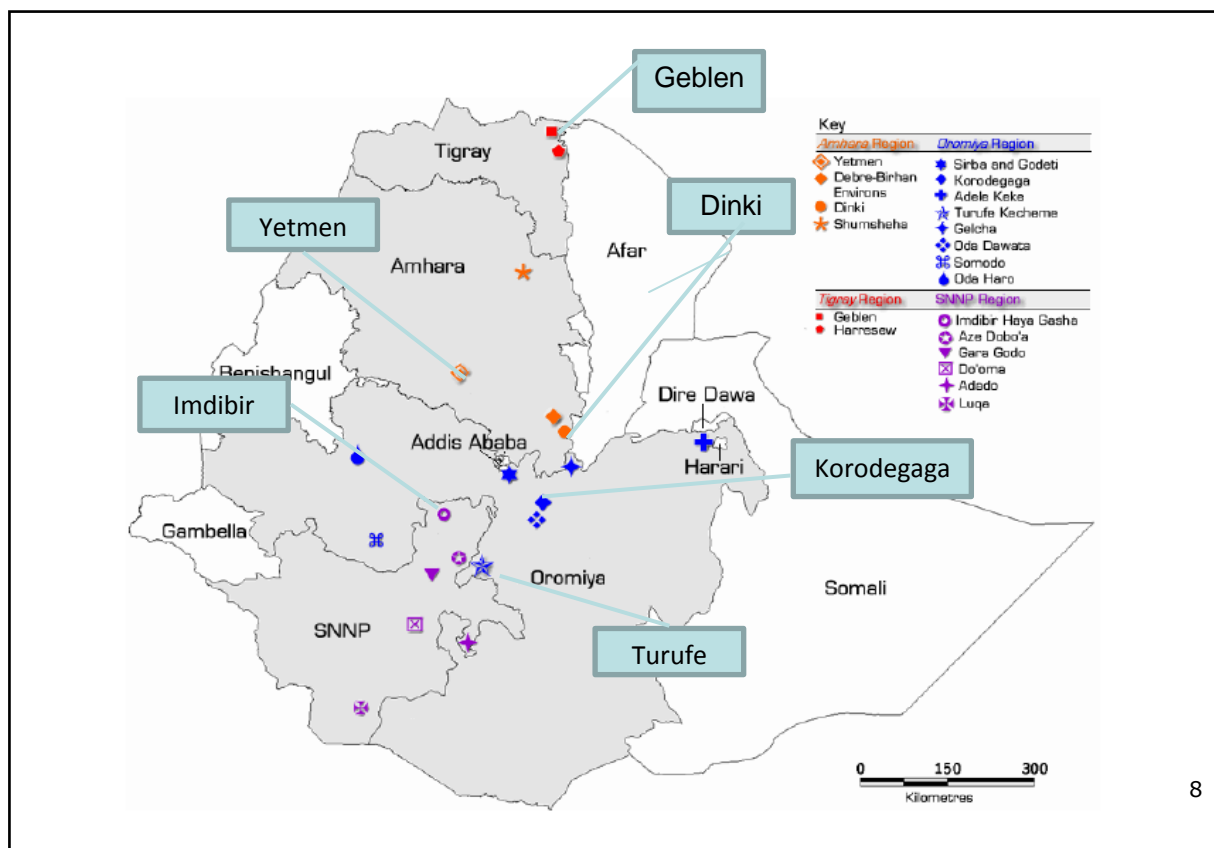 Geblen
Dinki
Yetmen
Imdibir
Korodegaga
Turufe
Tigray
Amhara
Afar
Benishangul
Dire Dawa
Addis Ababa
Harari
Gambella
Oromiya
Somali
SNNP
Key
Amhara Region
Yetmen
Debre-Birhan
Environs
Dinki
Shumsheha
Oromiya Region
Sirba and Godeti
Korodegaga
Adele Keke
Turufe Kecheme
Gelcha
Oda Dawata
Somodo
Oda Haro
Tigray Region
Geblen
Harresew
SNNP Region
Imdibir Haya Gasha
Aze Dobo'a
Gara Godo
Do'oma
Adado
Luqa
0 150 300
Kilometres
8